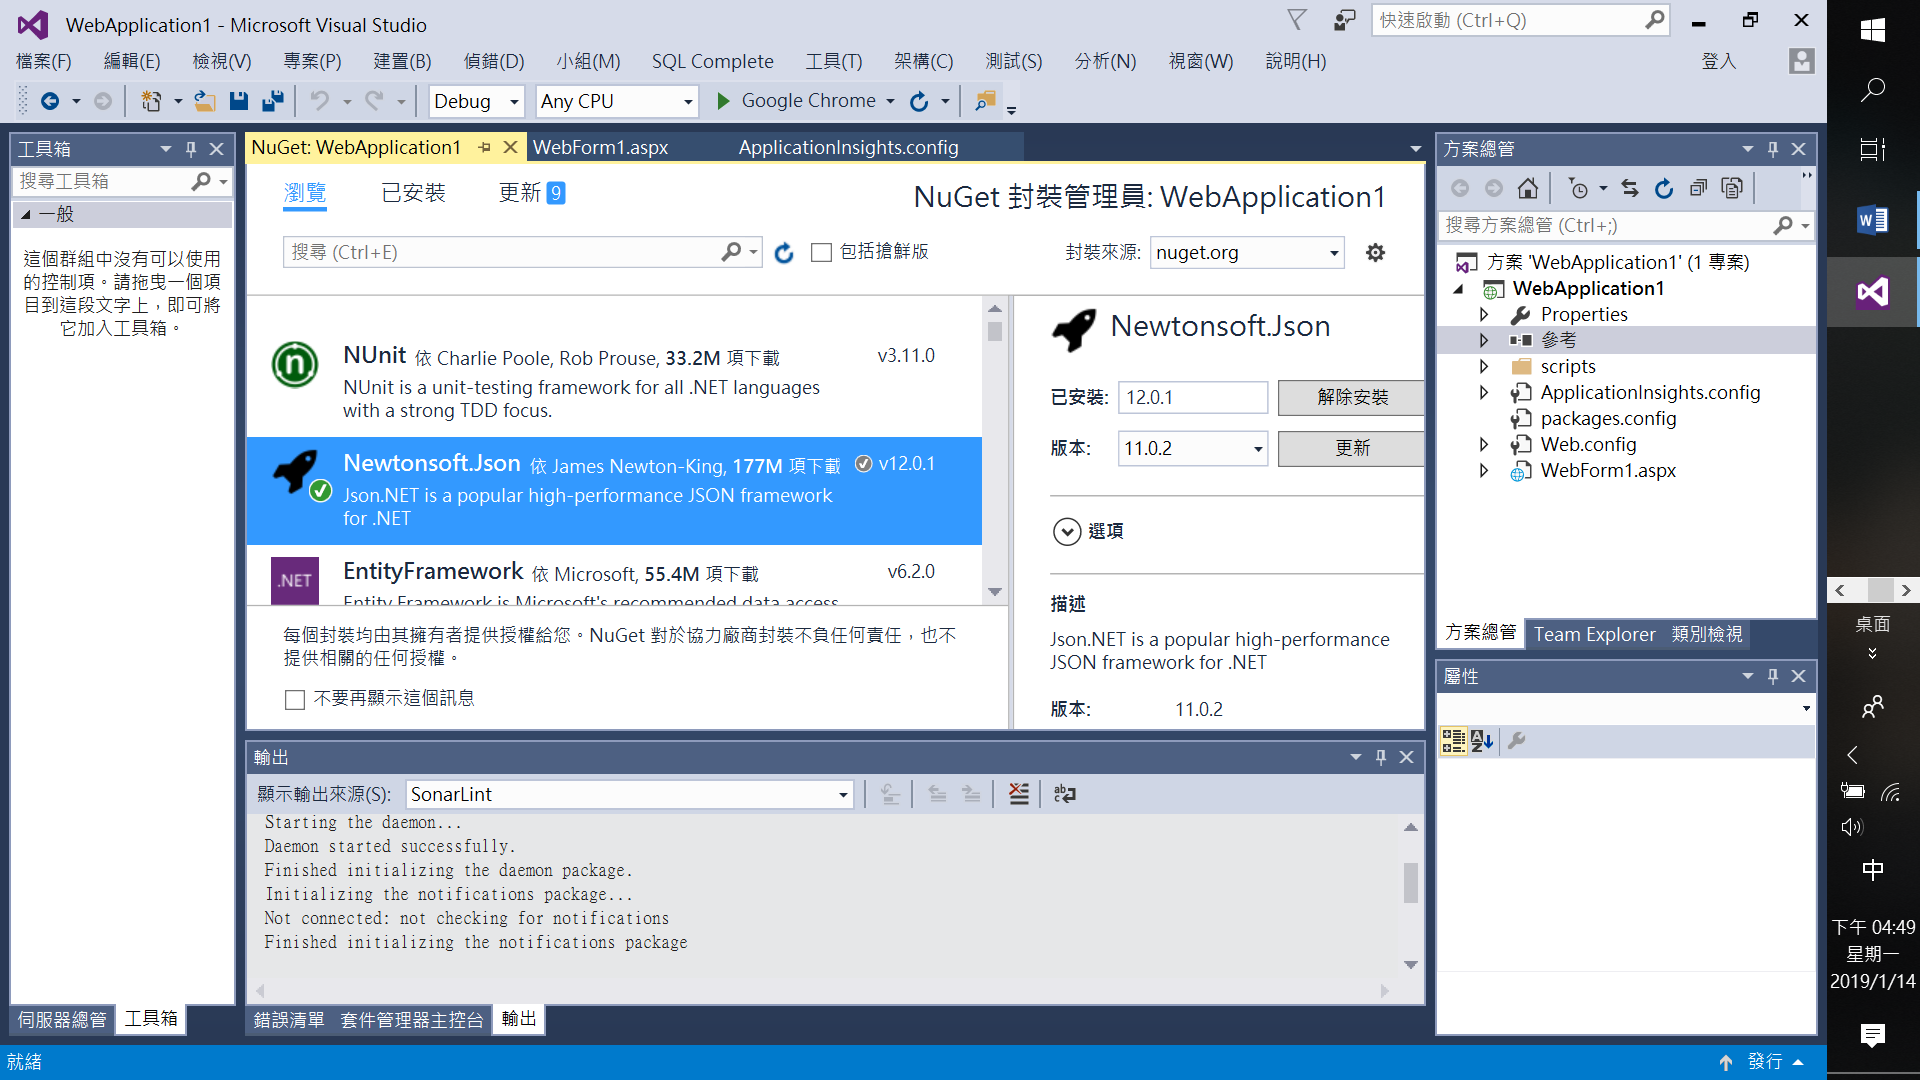 WebApplication1 - Microsoft Visual Studio
快速啟動 (Ctrl+Q)
檔案(F) 編輯(E) 檢視(V) 專案(P) 建置(B) 偵錯(D) 小組(M) SQL Complete 工具(T) 架構(C) 測試(S) 分析(N) 視窗(W) 說明(H) 登入
Debug Any CPU Google Chrome
工具箱
搜尋工具箱
一般
這個群組中沒有可以使用
的控制項。請拖曳一個項
目到這段文字上，即可將
它加入工具箱。
伺服器總管 工具箱
NuGet: WebApplication1 WebForm1.aspx ApplicationInsights.config
瀏覽 已安裝 更新 9
NuGet 封裝管理員: WebApplication1
搜尋 (Ctrl+E) 包括搶鮮版 封裝來源: nuget.org
NUnit 依 Charlie Poole, Rob Prouse, 33.2M 項下載 v3.11.0
NUnit is a unit-testing framework for all .NET languages
with a strong TDD focus.
Newtonsoft.Json 依 James Newton-King, 177M 項下載 v12.0.1
Json.NET is a popular high-performance JSON framework
for .NET
.NET
EntityFramework 依 Microsoft, 55.4M 項下載 v6.2.0
Entity Framework is Microsoft's recommended data access
每個封裝均由其擁有者提供授權給您。NuGet 對於協力廠商封裝不負任何責任，也不
提供相關的任何授權。
不要再顯示這個訊息
Newtonsoft.Json
已安裝: 12.0.1 解除安裝
版本: 11.0.2 更新
選項
描述
Json.NET is a popular high-performance
JSON framework for .NET
版本: 11.0.2
輸出
顯示輸出來源(S): SonarLint
Starting the daemon...
Daemon started successfully.
Finished initializing the daemon package.
Initializing the notifications package...
Not connected: not checking for notifications
Finished initializing the notifications package
錯誤清單 套件管理器主控台 輸出
方案總管
搜尋方案總管 (Ctrl+;)
方案 'WebApplication1' (1 專案)
WebApplication1
Properties
參考
scripts
ApplicationInsights.config
packages.config
Web.config
WebForm1.aspx
方案總管 Team Explorer 類別檢視
屬性
就緒
發行
桌面
中
下午 04:49
星期一
2019/1/14